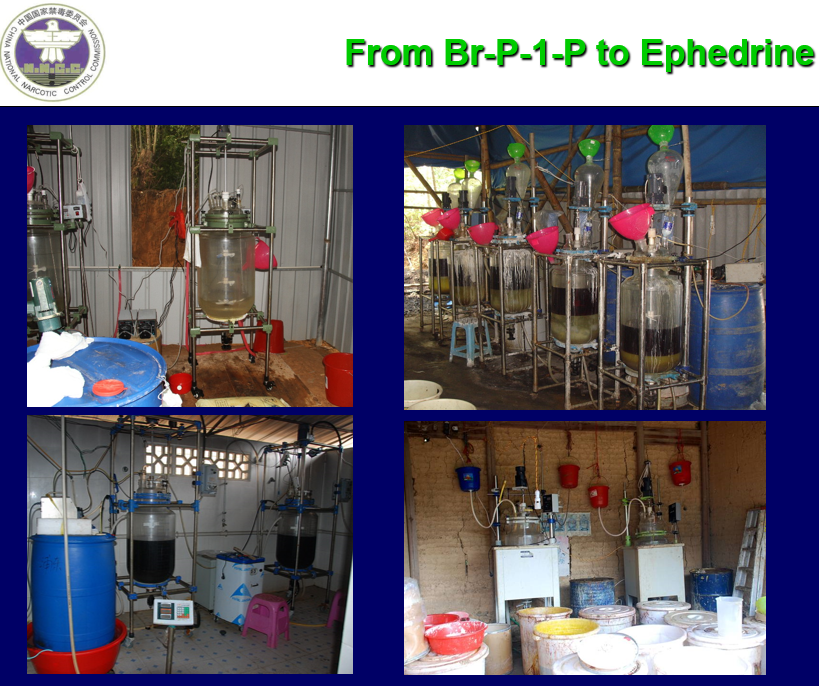 中国国家禁毒委员会
CHINA NATIONAL NARCOTIC CONTROL COMMISSION
From Br-P-1-P to Ephedrine